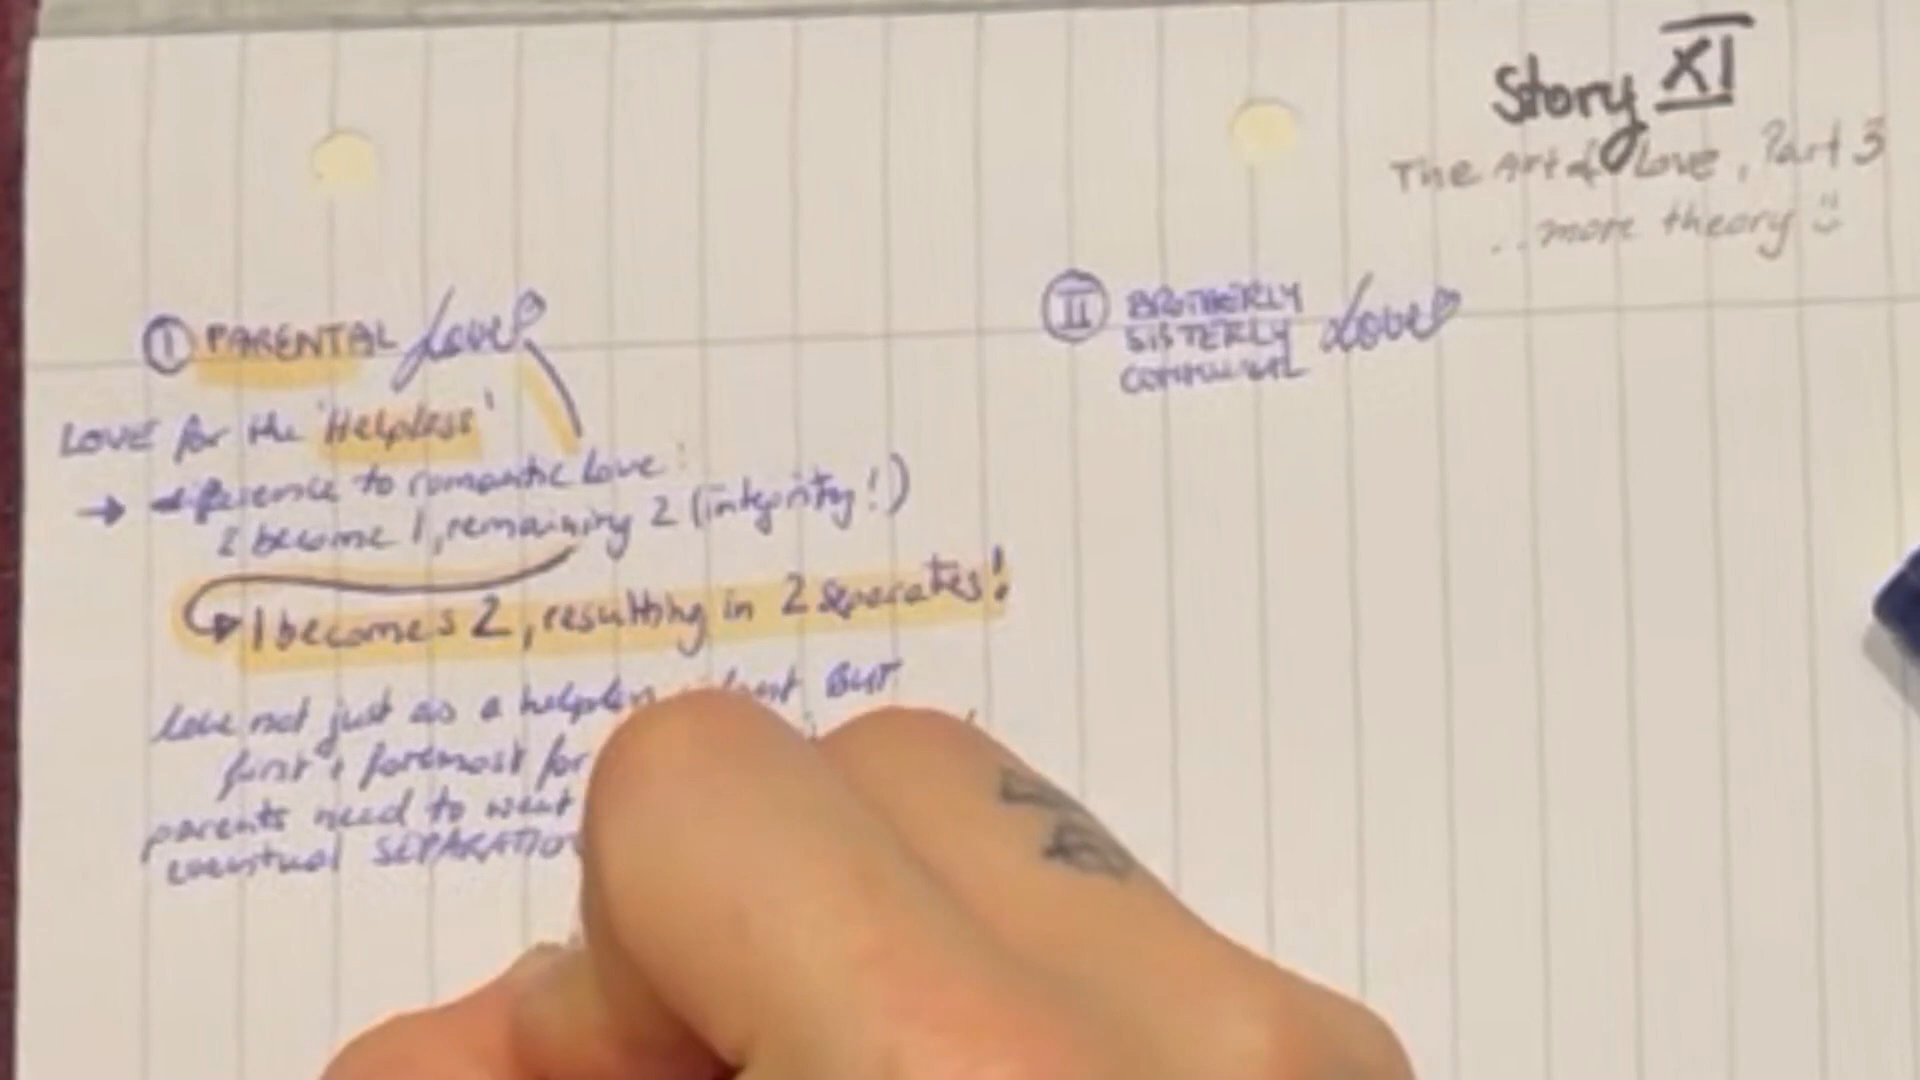 Story XI
The Art of Love, Part 3
...more theory
I PARENTAL Love
LOVE for the 'Helpless'
→ difference to romantic love:
2 become 1, remaining 2 (integrity!)
1 becomes 2, resulting in 2 separates!
love not just as a helpless BUT
first + foremost for
parents need to want
eventual SEPARATION
II BROTHERLY
SISTERLY Love
COMMUNAL